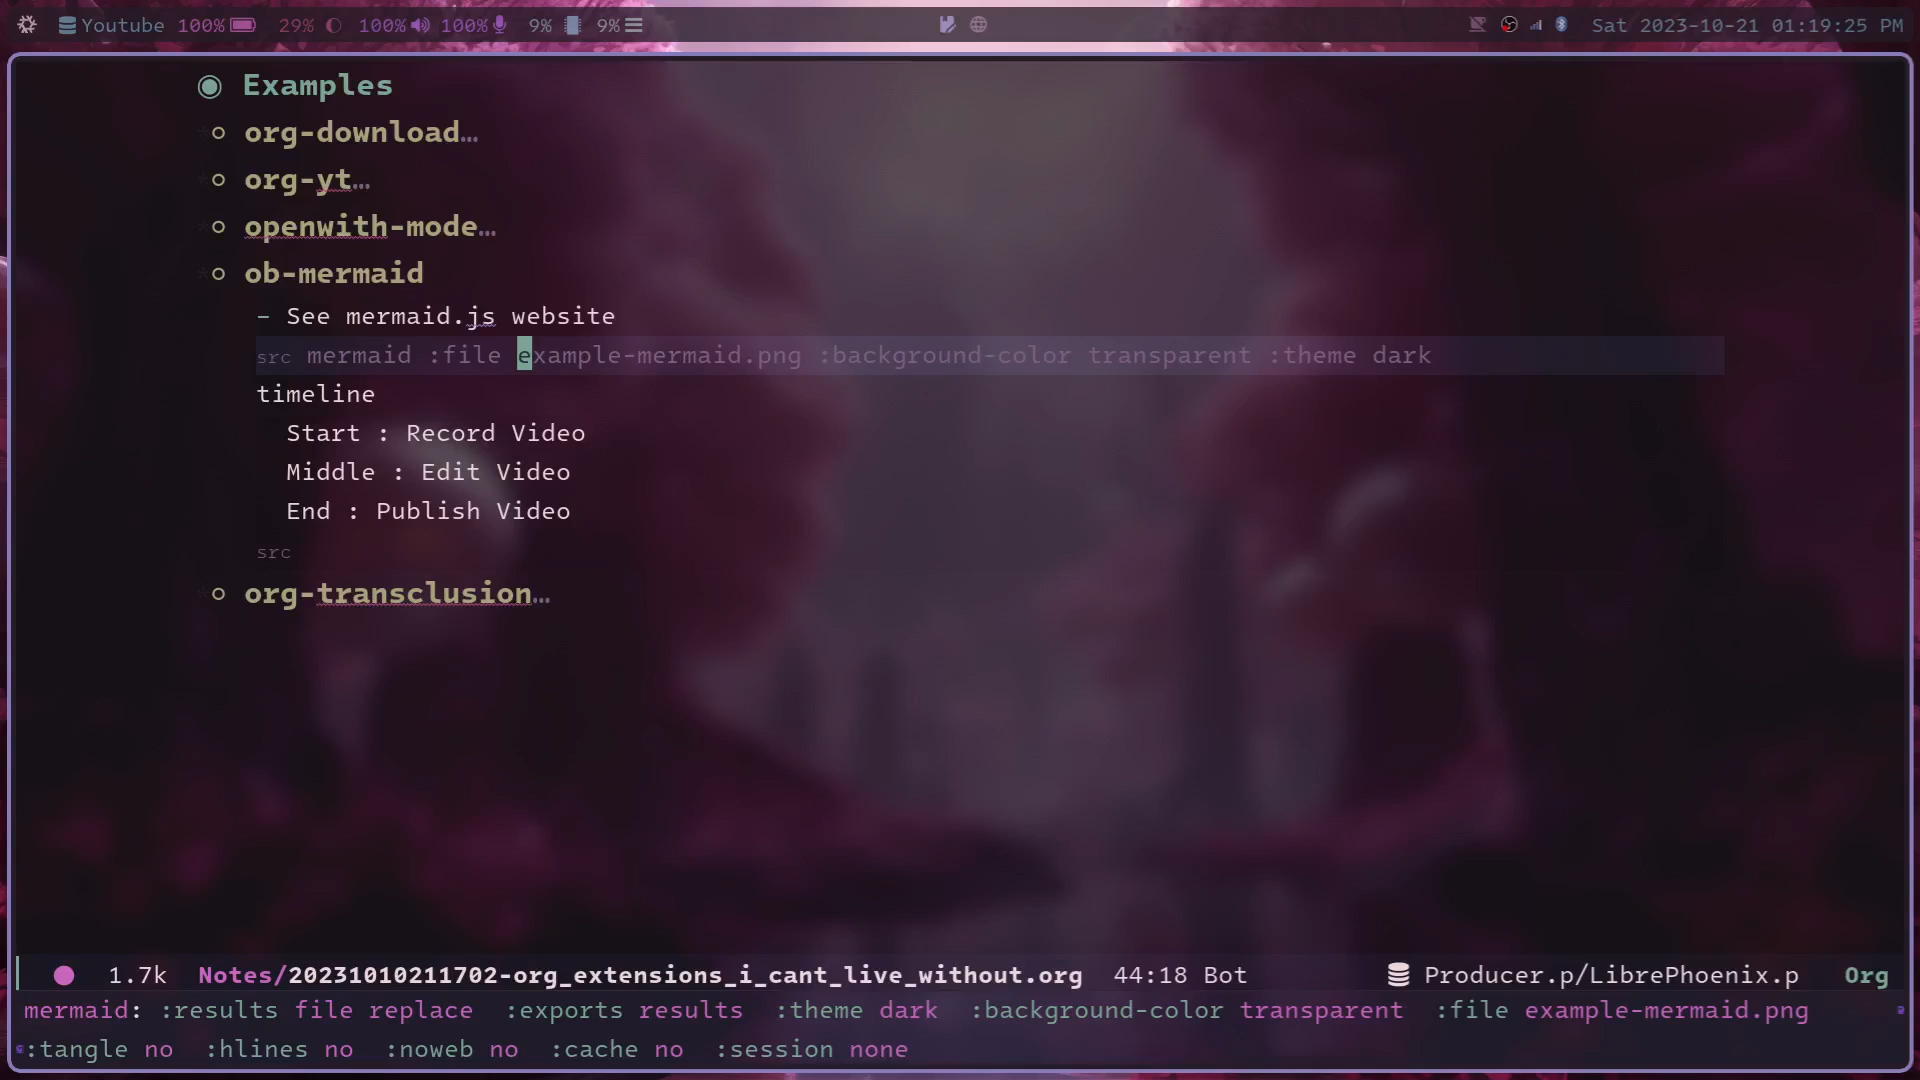 Youtube 100% 29% 100% 100% 9% 9% Sat 2023-10-21 01:19:25 PM
Examples
org-download…
org-yt…
openwith-mode…
ob-mermaid
- See mermaid.js website
src mermaid :file example-mermaid.png :background-color transparent :theme dark
timeline
Start : Record Video
Middle : Edit Video
End : Publish Video
src
org-transclusion…
1.7k Notes/20231010211702-org_extensions_i_cant_live_without.org 44:18 Bot Producer.p/LibrePhoenix.p Org
mermaid: :results file replace :exports results :theme dark :background-color transparent :file example-mermaid.png
:tangle no :hlines no :noweb no :cache no :session none